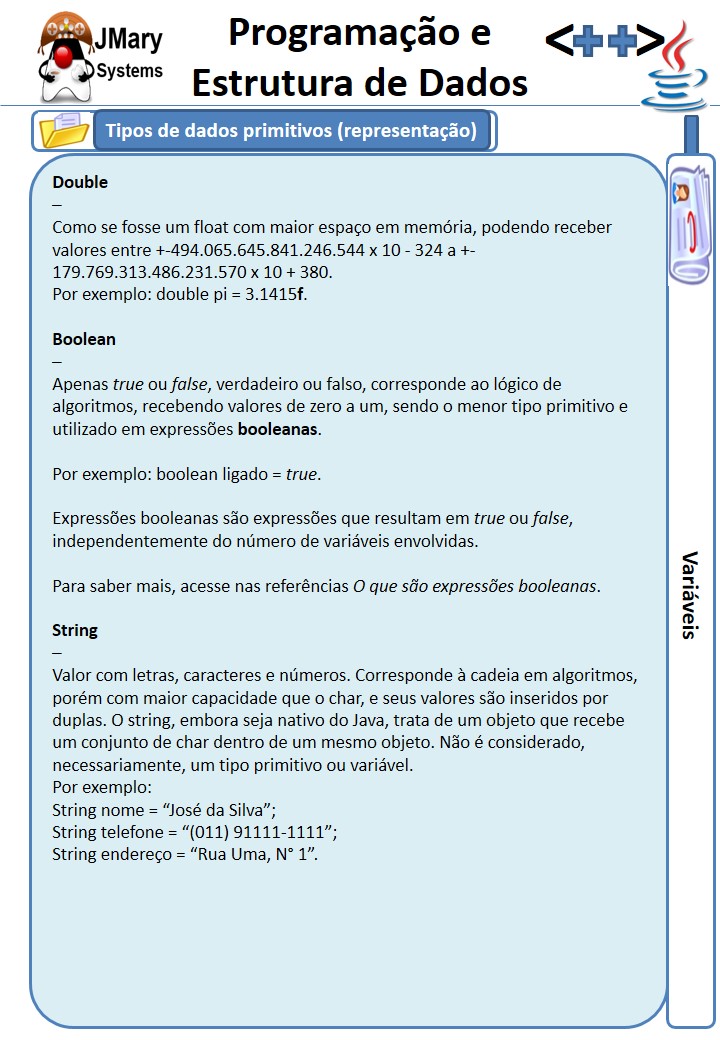 JMary
Systems
Programação e
Estrutura de Dados
<++>
Tipos de dados primitivos (representação)
Double
–
Como se fosse um float com maior espaço em memória, podendo receber
valores entre +-494.065.645.841.246.544 x 10 - 324 a +-
179.769.313.486.231.570 x 10 + 380.
Por exemplo: double pi = 3.1415f.
Boolean
–
Apenas true ou false, verdadeiro ou falso, corresponde ao lógico de
algoritmos, recebendo valores de zero a um, sendo o menor tipo primitivo e
utilizado em expressões booleanas.
Por exemplo: boolean ligado = true.
Expressões booleanas são expressões que resultam em true ou false,
independentemente do número de variáveis envolvidas.
Para saber mais, acesse nas referências O que são expressões booleanas.
String
–
Valor com letras, caracteres e números. Corresponde à cadeia em algoritmos,
porém com maior capacidade que o char, e seus valores são inseridos por
duplas. O string, embora seja nativo do Java, trata de um objeto que recebe
um conjunto de char dentro de um mesmo objeto. Não é considerado,
necessariamente, um tipo primitivo ou variável.
Por exemplo:
String nome = “José da Silva”;
String telefone = “(011) 91111-1111”;
String endereço = “Rua Uma, N° 1”.
Variáveis